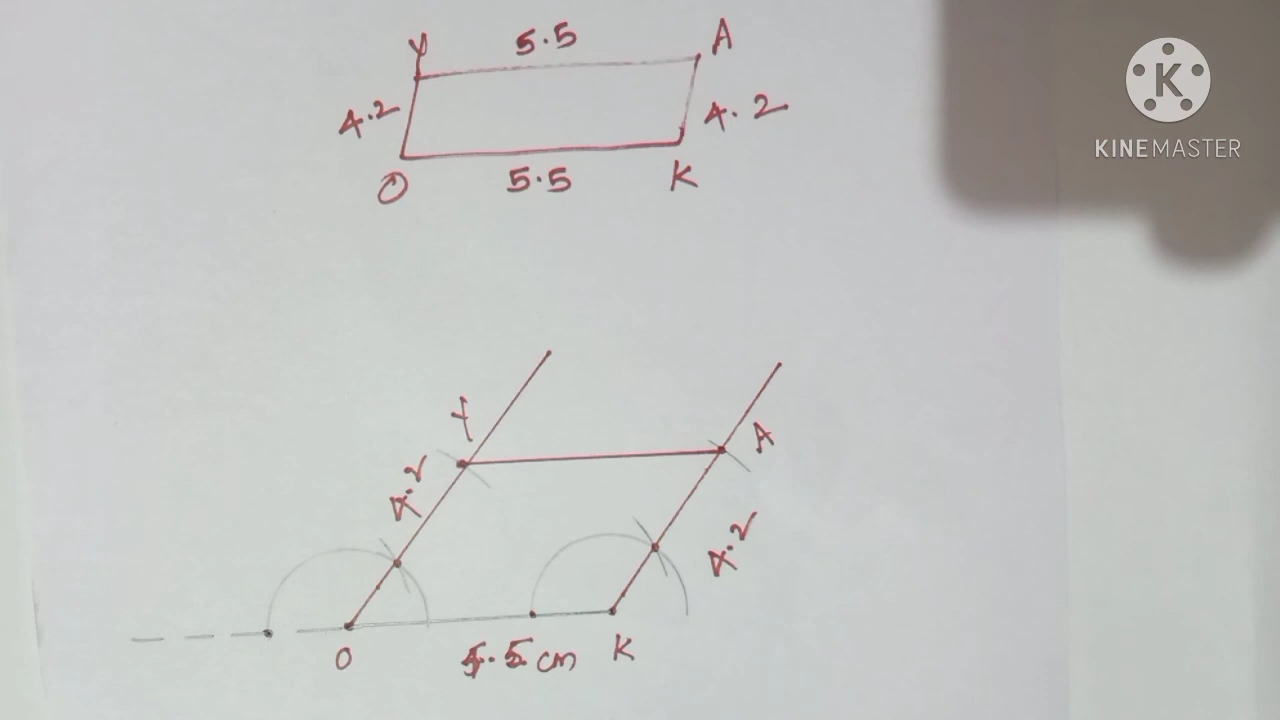 Y 5.5 A
4.2 4.2
O 5.5 K
K
KINEMASTER
Y A
4.2 4.2
O 5.5 cm K